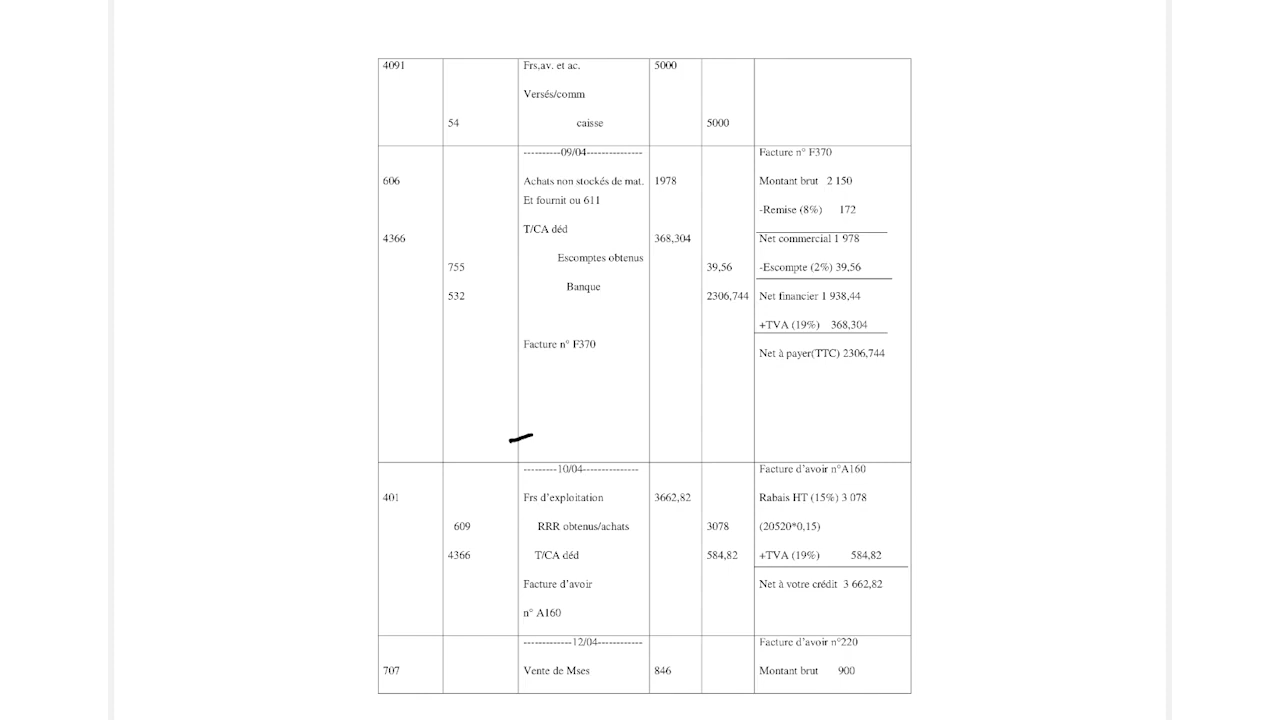 4091 Frs,av. et ac. 5000
Versés/comm
54 caisse 5000
----------09/04--------------- Facture n° F370
606 Achats non stockés de mat. 1978 Montant brut 2 150
Et fournit ou 611
-Remise (8%) 172
T/CA déd
4366 368,304 Net commercial 1 978
Escomptes obtenus
755 39,56 -Escompte (2%) 39,56
Banque
532 2306,744 Net financier 1 938,44
+TVA (19%) 368,304
Facture n° F370
Net à payer(TTC) 2306,744
---------10/04--------------- Facture d'avoir n°A160
401 Frs d’exploitation 3662,82 Rabais HT (15%) 3 078
609 RRR obtenus/achats 3078 (20520*0,15)
4366 T/CA déd 584,82 +TVA (19%) 584,82
Facture d’avoir Net à votre crédit 3 662,82
n° A160
-------------12/04------------ Facture d’avoir n°220
707 Vente de Mses 846 Montant brut 900